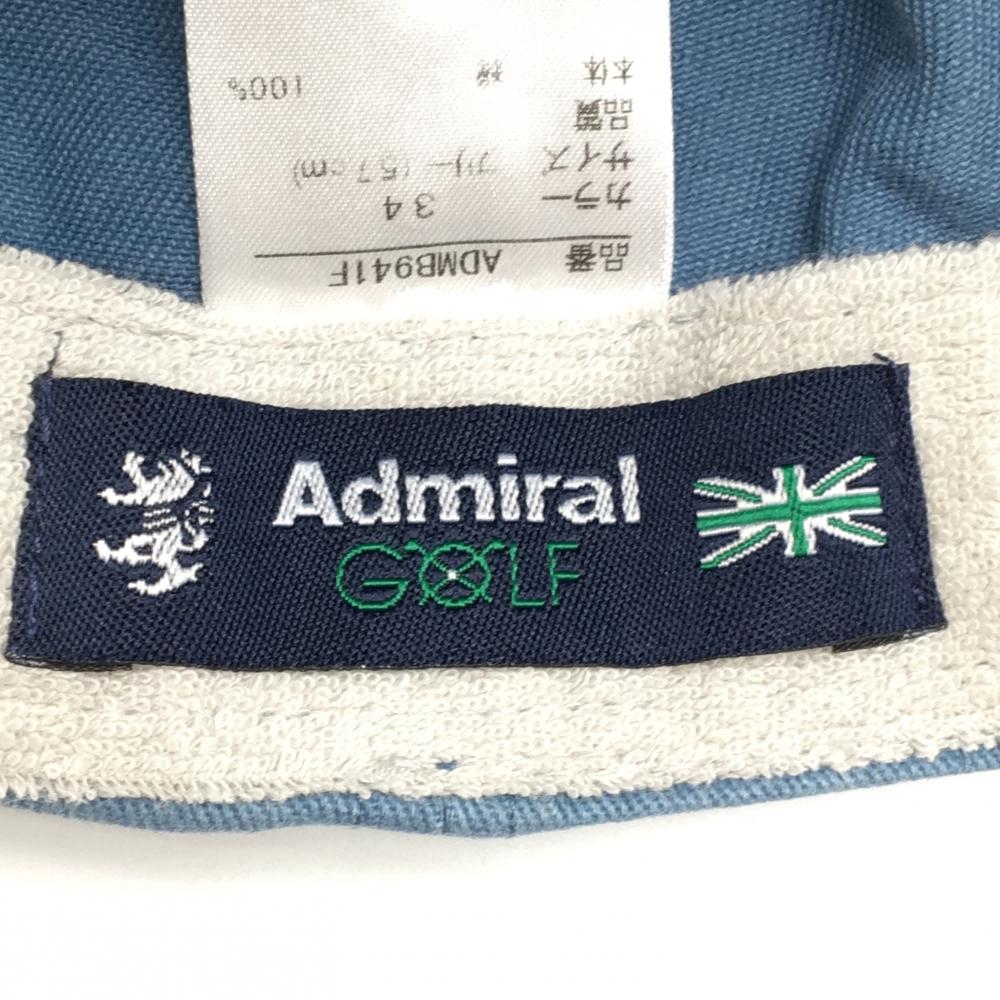 Admiral
GOLF
品番 ADMB941F
カラー 34
サイズ フリー(57cm)
品質
本体 綿 100%